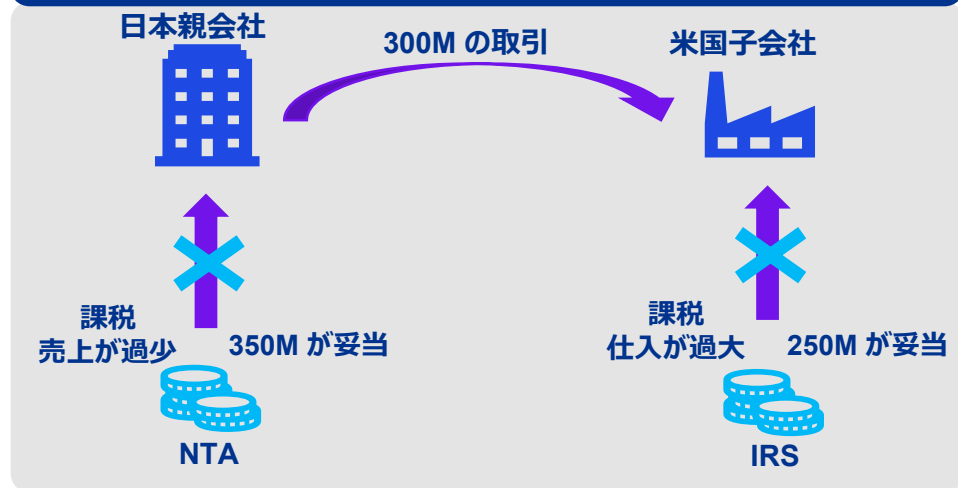 日本親会社
300M の取引
米国子会社
課税
売上が過少
350M が妥当
NTA
課税
仕入が過大
250M が妥当
IRS